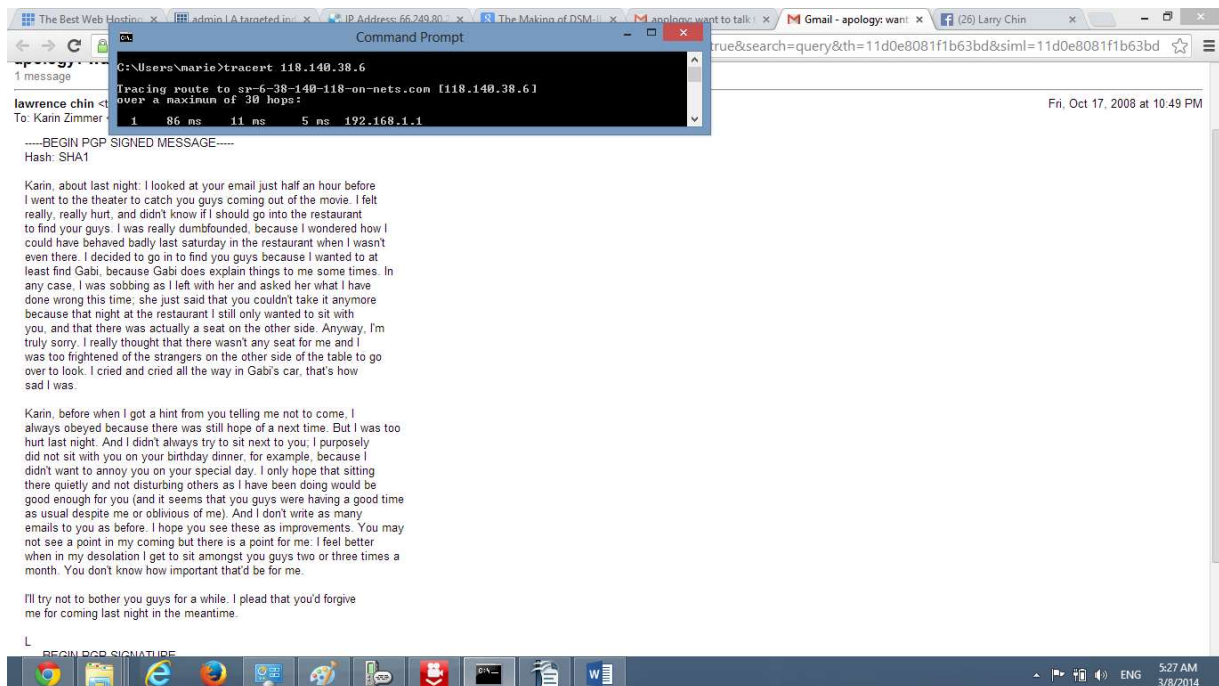 The Best Web Hosting
admin | A targeted ind
IP Address: 66.249.80.
The Making of DSM-
apology: want to talk
Gmail - apology: want
(26) Larry Chin
true&search=query&th=11d0e8081f1b63bd&siml=11d0e8081f1b63bd
Command Prompt
C:\Users\marie>tracert 118.140.38.6
Tracing route to sr-6-38-140-118-on-nets.com [118.140.38.6]
over a maximum of 30 hops:
1 86 ms 11 ms 5 ms 192.168.1.1
1 message
lawrence chin
Fri, Oct 17, 2008 at 10:49 PM
To: Karin Zimmer
-----BEGIN PGP SIGNED MESSAGE-----
Hash: SHA1
Karin, about last night: I looked at your email just half an hour before
I went to the theater to catch you guys coming out of the movie. I felt
really, really hurt, and didn't know if I should go into the restaurant
to find your guys. I was really dumbfounded, because I wondered how I
could have behaved badly last saturday in the restaurant when I wasn't
even there. I decided to go in to find you guys because I wanted to at
least find Gabi, because Gabi does explain things to me some times. In
any case, I was sobbing as I left with her and asked her what I have
done wrong this time; she just said that you couldn't take it anymore
because that night at the restaurant I still only wanted to sit with
you, and that there was actually a seat on the other side. Anyway, I'm
truly sorry. I really thought that there wasn't any seat for me and I
was too frightened of the strangers on the other side of the table to go
over to look. I cried and cried all the way in Gabi's car, that's how
sad I was.
Karin, before when I got a hint from you telling me not to come, I
always obeyed because there was still hope of a next time. But I was too
hurt last night. And I didn't always try to sit next to you; I purposely
did not sit with you on your birthday dinner, for example, because I
didn't want to annoy you on your special day. I only hope that sitting
there quietly and not disturbing others as I have been doing would be
good enough for you (and it seems that you guys were having a good time
as usual despite me or oblivious of me). And I don't write as many
emails to you as before. I hope you see these as improvements. You may
not see a point in my coming but there is a point for me: I feel better
when in my desolation I get to sit amongst you guys two or three times a
month. You don't know how important that'd be for me.
I'll try not to bother you guys for a while. I plead that you'd forgive
me for coming last night in the meantime.
L
BEGIN PGP SIGNATURE
ENG
5:27 AM
3/8/2014